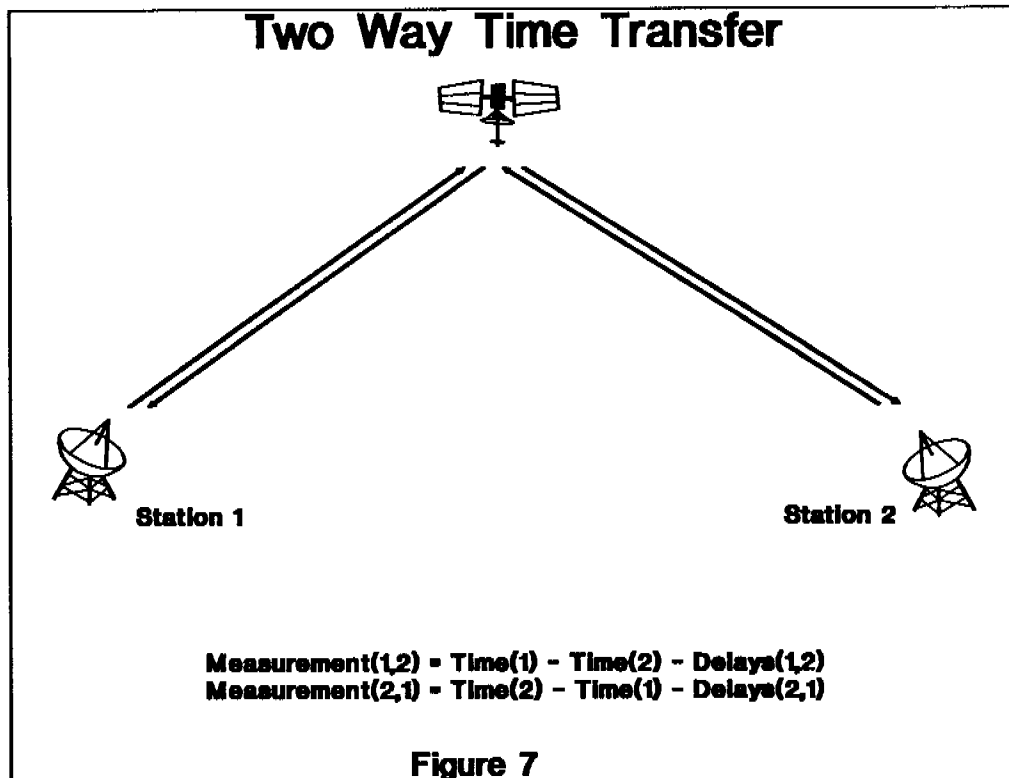 Two Way Time Transfer
Station 1
Station 2
Measurement(1,2) = Time(1) - Time(2) - Delays(1,2)
Measurement(2,1) = Time(2) - Time(1) - Delays(2,1)
Figure 7